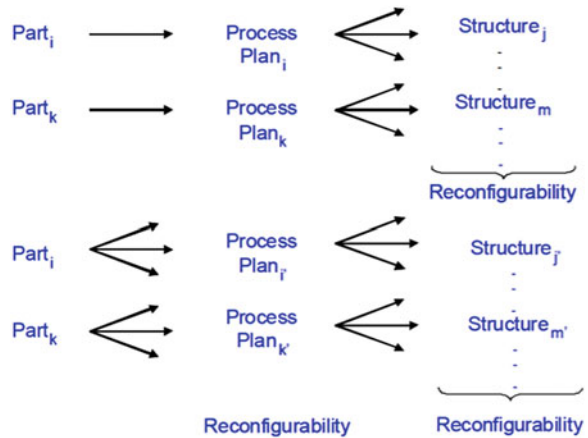 Part_i Process Plan_i Structure_j
Part_k Process Plan_k Structure_m
Reconfigurability
Part_i Process Plan_i' Structure_j'
Part_k Process Plan_k' Structure_m'
Reconfigurability Reconfigurability